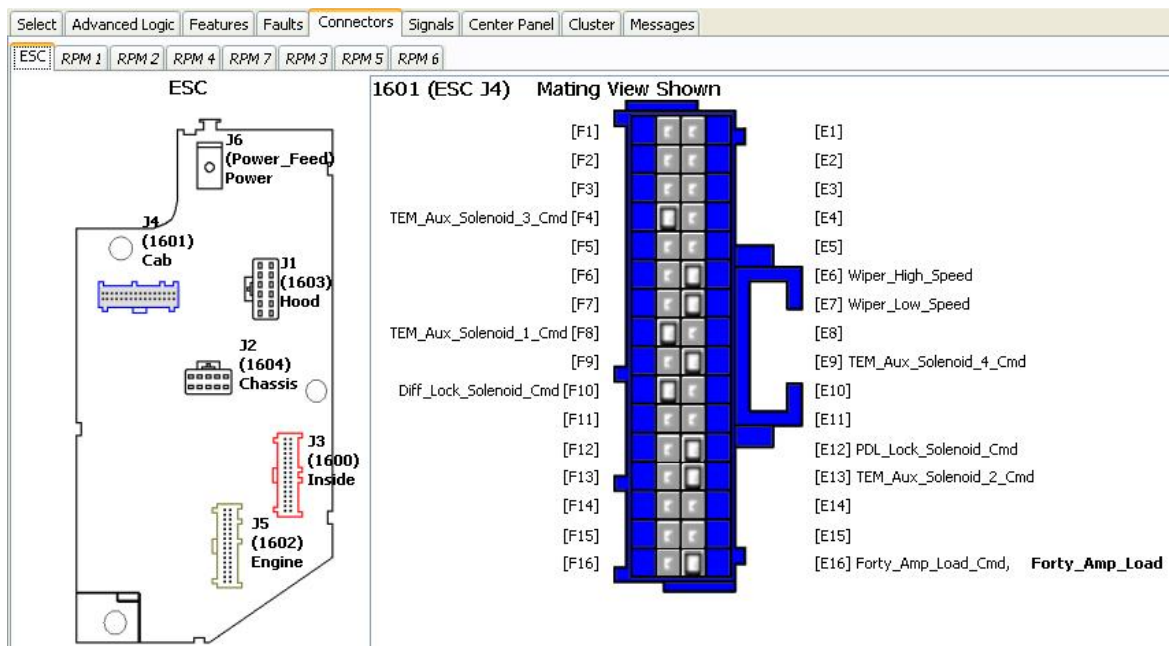 Select Advanced Logic Features Faults Connectors Signals Center Panel Cluster Messages
ESC RPM 1 RPM 2 RPM 4 RPM 7 RPM 3 RPM 5 RPM 6
ESC
J6
(Power_Feed)
Power
J4
(1601)
Cab
J1
(1603)
Hood
J2
(1604)
Chassis
J3
(1600)
Inside
J5
(1602)
Engine
1601 (ESC J4) Mating View Shown
[F1] [E1]
[F2] [E2]
[F3] [E3]
TEM_Aux_Solenoid_3_Cmd [F4] [E4]
[F5] [E5]
[F6] [E6] Wiper_High_Speed
[F7] [E7] Wiper_Low_Speed
TEM_Aux_Solenoid_1_Cmd [F8] [E8]
[F9] [E9] TEM_Aux_Solenoid_4_Cmd
Diff_Lock_Solenoid_Cmd [F10] [E10]
[F11] [E11]
[F12] [E12] PDL_Lock_Solenoid_Cmd
[F13] [E13] TEM_Aux_Solenoid_2_Cmd
[F14] [E14]
[F15] [E15]
[F16] [E16] Forty_Amp_Load_Cmd, Forty_Amp_Load